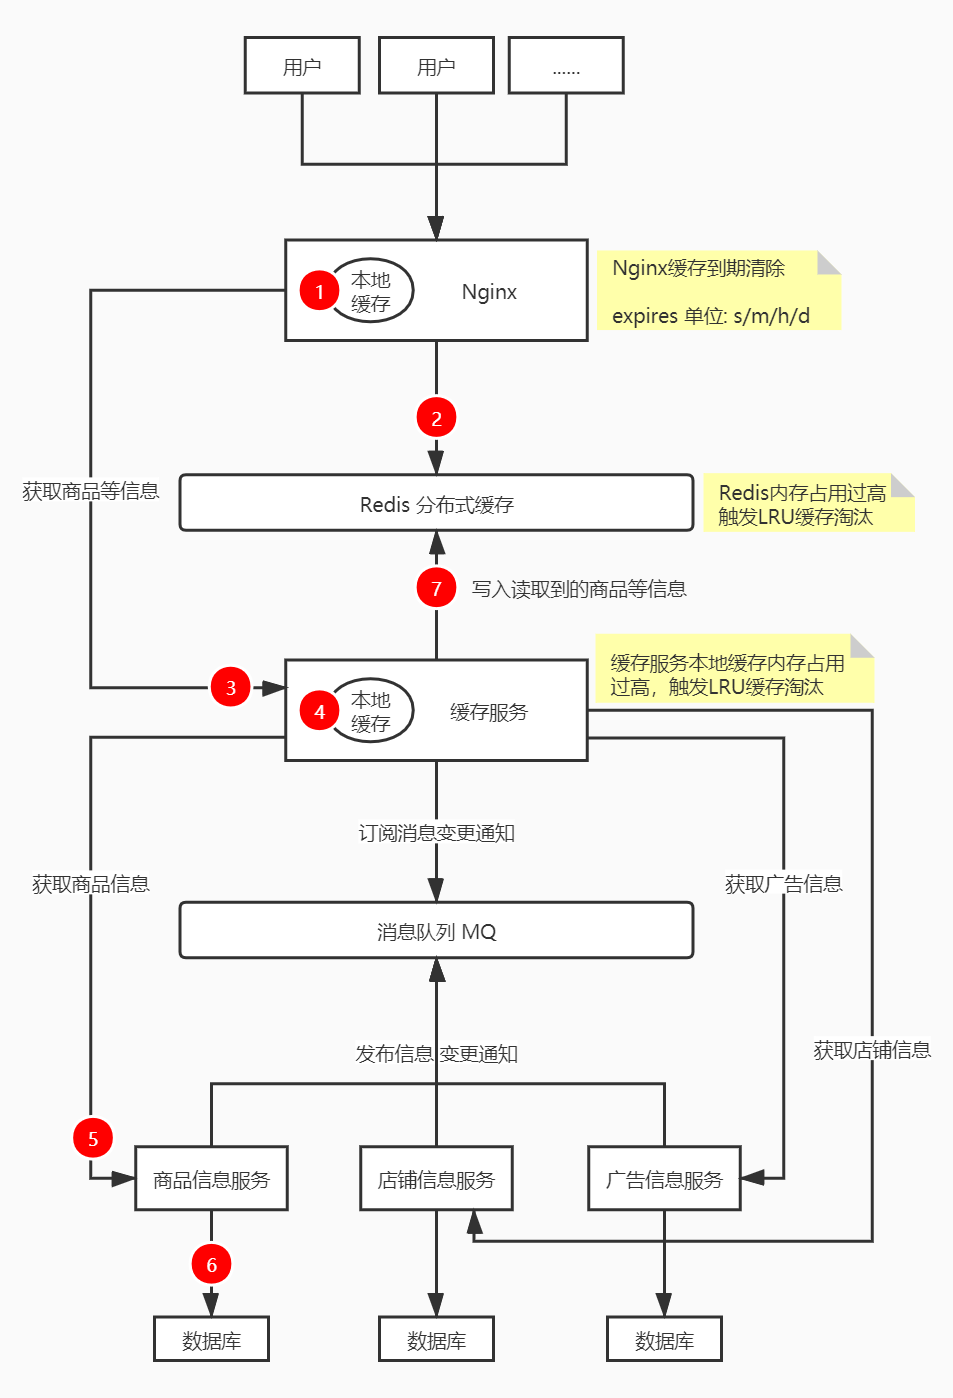 用户
用户
......
1
本地
缓存
Nginx
Nginx缓存到期清除
expires 单位: s/m/h/d
2
获取商品等信息
Redis 分布式缓存
Redis内存占用过高
触发LRU缓存淘汰
7
写入读取到的商品等信息
3
4
本地
缓存
缓存服务
缓存服务本地缓存内存占用
过高，触发LRU缓存淘汰
订阅消息变更通知
获取商品信息
获取广告信息
消息队列 MQ
发布信息 变更通知
获取店铺信息
5
商品信息服务
店铺信息服务
广告信息服务
6
数据库
数据库
数据库